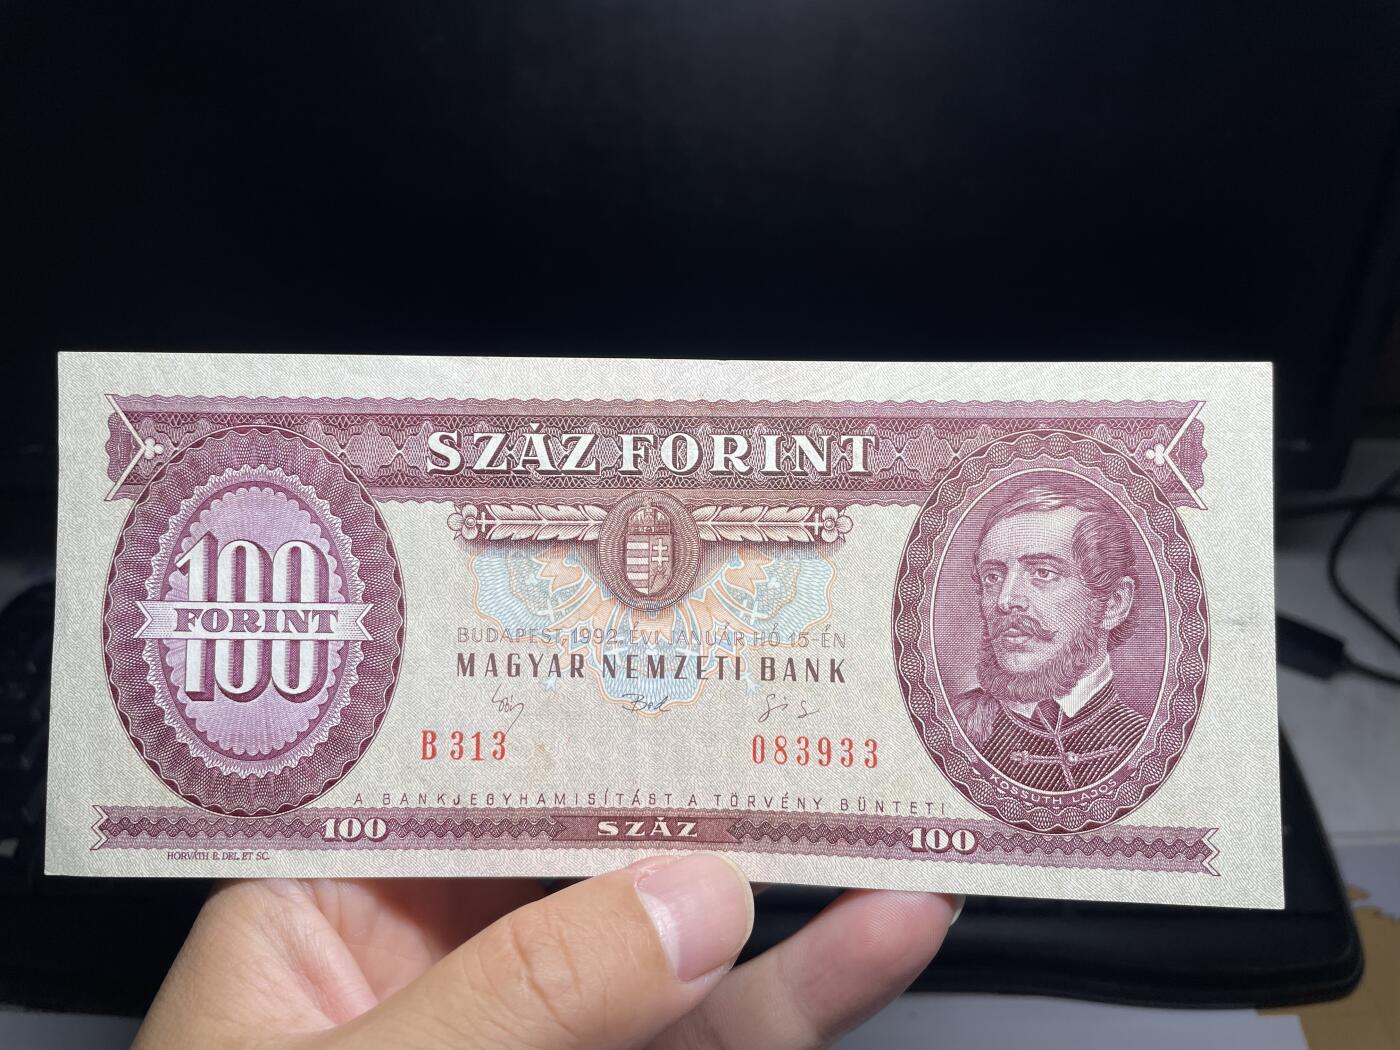 SZÁZ FORINT
100
FORINT
100
BUDAPEST, 1992. ÉVI JANUÁR HÓ 15-ÉN
MAGYAR NEMZETI BANK
B 313
083933
KOSSUTH LAJOS
A BANKJEGYHAMISÍTÁST A TÖRVÉNY BÜNTETI
100
SZÁZ
100
HORVÁTH E. DEL. ET SC.